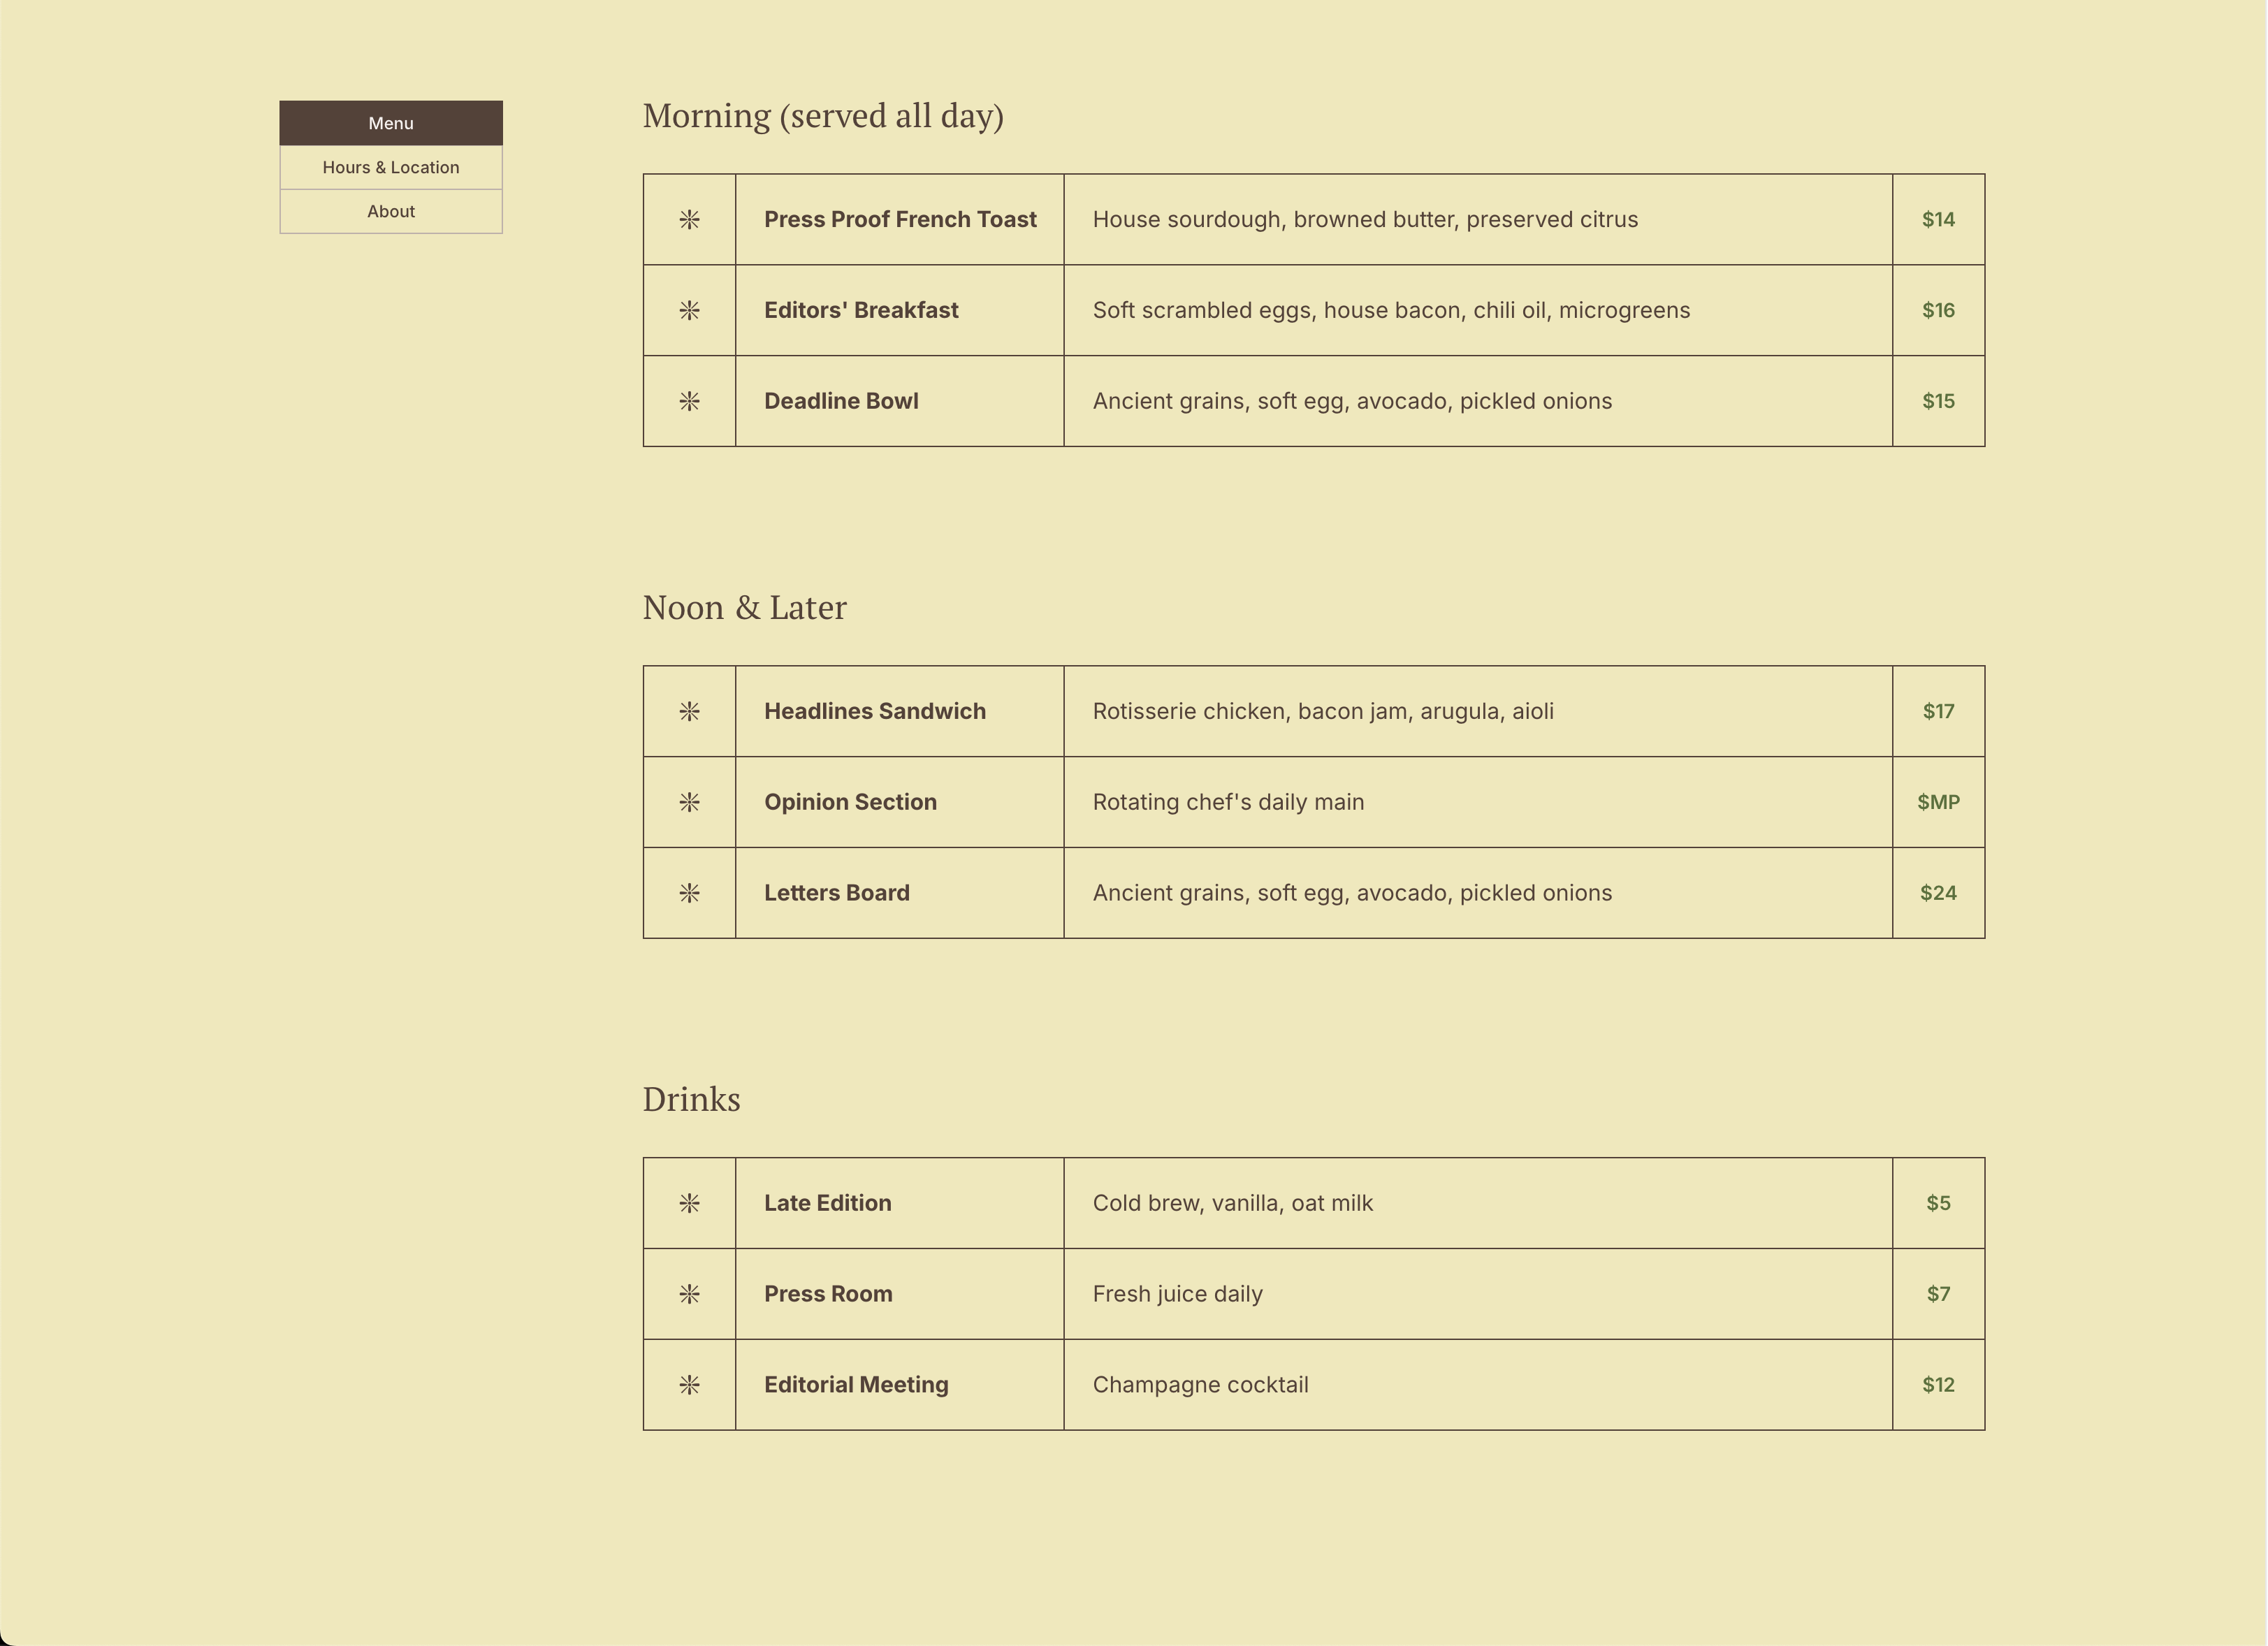 Menu
Hours & Location
About
Morning (served all day)
Press Proof French Toast House sourdough, browned butter, preserved citrus $14
Editors' Breakfast Soft scrambled eggs, house bacon, chili oil, microgreens $16
Deadline Bowl Ancient grains, soft egg, avocado, pickled onions $15
Noon & Later
Headlines Sandwich Rotisserie chicken, bacon jam, arugula, aioli $17
Opinion Section Rotating chef's daily main $MP
Letters Board Ancient grains, soft egg, avocado, pickled onions $24
Drinks
Late Edition Cold brew, vanilla, oat milk $5
Press Room Fresh juice daily $7
Editorial Meeting Champagne cocktail $12